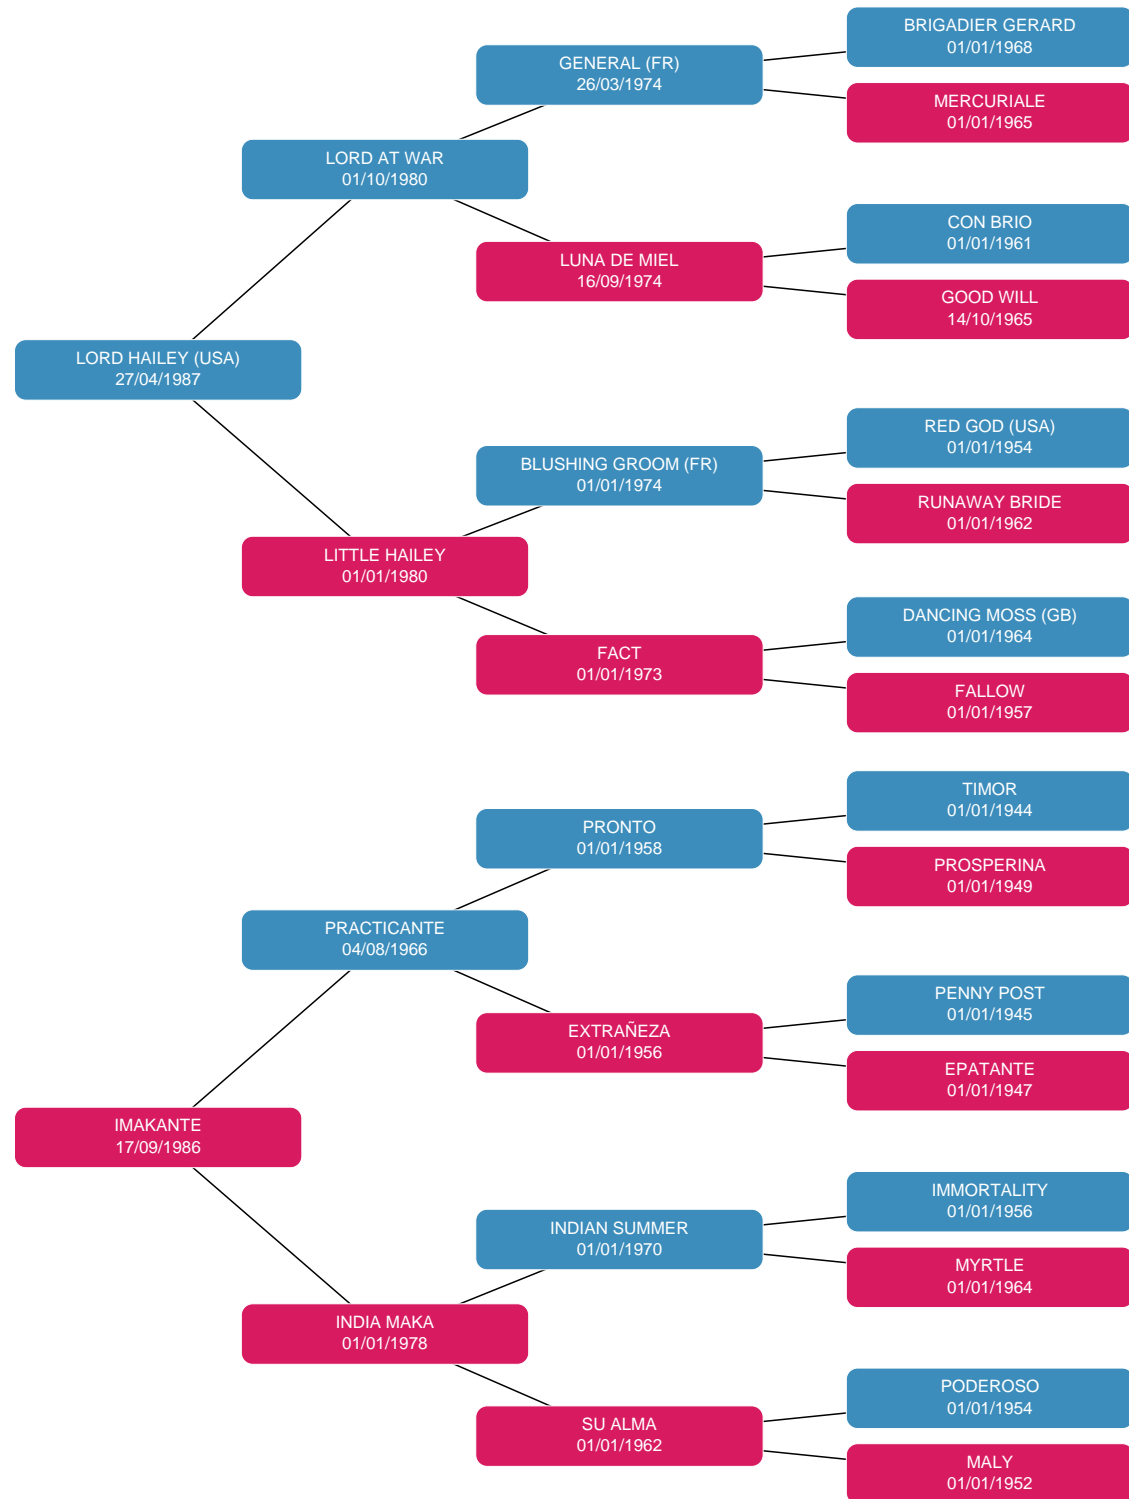 BRIGADIER GERARD
01/01/1968
GENERAL (FR)
26/03/1974
MERCURIALE
01/01/1965
LORD AT WAR
01/10/1980
CON BRIO
01/01/1961
LUNA DE MIEL
16/09/1974
GOOD WILL
14/10/1965
LORD HAILEY (USA)
27/04/1987
RED GOD (USA)
01/01/1954
BLUSHING GROOM (FR)
01/01/1974
RUNAWAY BRIDE
01/01/1962
LITTLE HAILEY
01/01/1980
DANCING MOSS (GB)
01/01/1964
FACT
01/01/1973
FALLOW
01/01/1957
TIMOR
01/01/1944
PRONTO
01/01/1958
PROSPERINA
01/01/1949
PRACTICANTE
04/08/1966
PENNY POST
01/01/1945
EXTRAÑEZA
01/01/1956
EPATANTE
01/01/1947
IMAKANTE
17/09/1986
IMMORTALITY
01/01/1956
INDIAN SUMMER
01/01/1970
MYRTLE
01/01/1964
INDIA MAKA
01/01/1978
PODEROSO
01/01/1954
SU ALMA
01/01/1962
MALY
01/01/1952